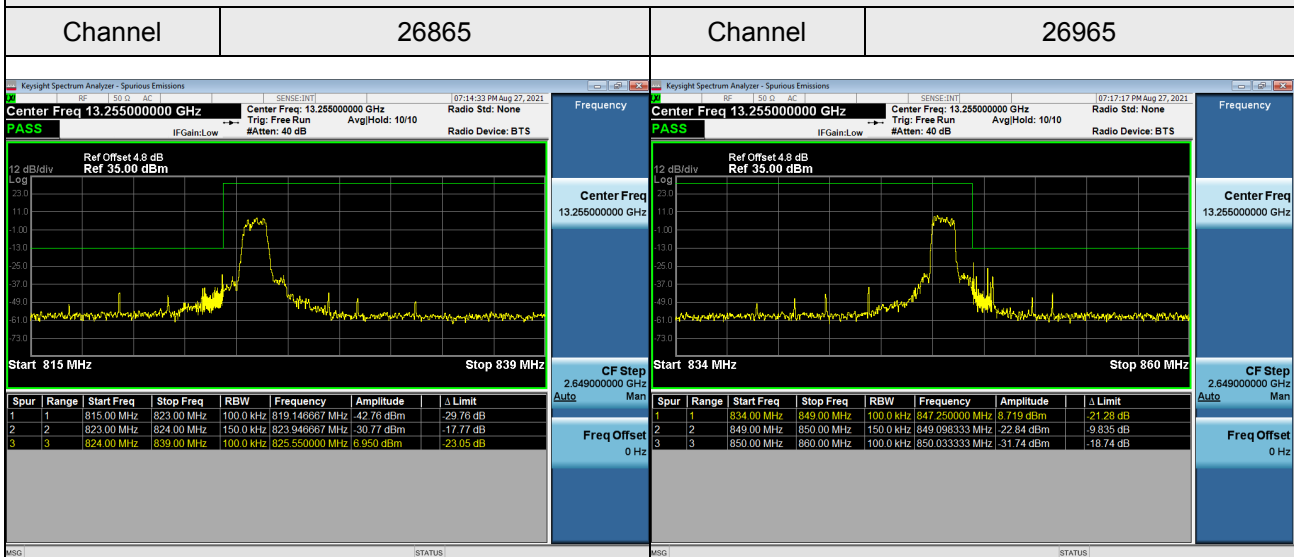 Channel 26865 Channel 26965
Keysight Spectrum Analyzer - Spurious Emissions
RF 50 Ω AC SENSE:INT 07:14:33 PM Aug 27, 2021
Center Freq 13.255000000 GHz
Center Freq: 13.255000000 GHz Radio Std: None
Trig: Free Run Avg|Hold: 10/10
PASS IFGain:Low #Atten: 40 dB Radio Device: BTS
Ref Offset 4.8 dB
12 dB/div Ref 35.00 dBm
Log
23.0
11.0
-1.00
-13.0
-25.0
-37.0
-49.0
-61.0
-73.0
Start 815 MHz Stop 839 MHz
Spur Range Start Freq Stop Freq RBW Frequency Amplitude Δ Limit
1 1 815.00 MHz 823.00 MHz 100.0 kHz 819.146667 MHz -42.76 dBm -29.76 dB
2 2 823.00 MHz 824.00 MHz 150.0 kHz 823.946667 MHz -30.77 dBm -17.77 dB
3 3 824.00 MHz 839.00 MHz 100.0 kHz 825.550000 MHz 6.950 dBm -23.05 dB
MSG STATUS
Frequency
Center Freq
13.255000000 GHz
CF Step
2.649000000 GHz
Auto Man
Freq Offset
0 Hz
Keysight Spectrum Analyzer - Spurious Emissions
RF 50 Ω AC SENSE:INT 07:17:17 PM Aug 27, 2021
Center Freq 13.255000000 GHz
Center Freq: 13.255000000 GHz Radio Std: None
Trig: Free Run Avg|Hold: 10/10
PASS IFGain:Low #Atten: 40 dB Radio Device: BTS
Ref Offset 4.8 dB
12 dB/div Ref 35.00 dBm
Log
23.0
11.0
-1.00
-13.0
-25.0
-37.0
-49.0
-61.0
-73.0
Start 834 MHz Stop 860 MHz
Spur Range Start Freq Stop Freq RBW Frequency Amplitude Δ Limit
1 1 834.00 MHz 849.00 MHz 100.0 kHz 847.250000 MHz 8.719 dBm -21.28 dB
2 2 849.00 MHz 850.00 MHz 150.0 kHz 849.098333 MHz -22.84 dBm -9.835 dB
3 3 850.00 MHz 860.00 MHz 100.0 kHz 850.033333 MHz -31.74 dBm -18.74 dB
MSG STATUS
Frequency
Center Freq
13.255000000 GHz
CF Step
2.649000000 GHz
Auto Man
Freq Offset
0 Hz